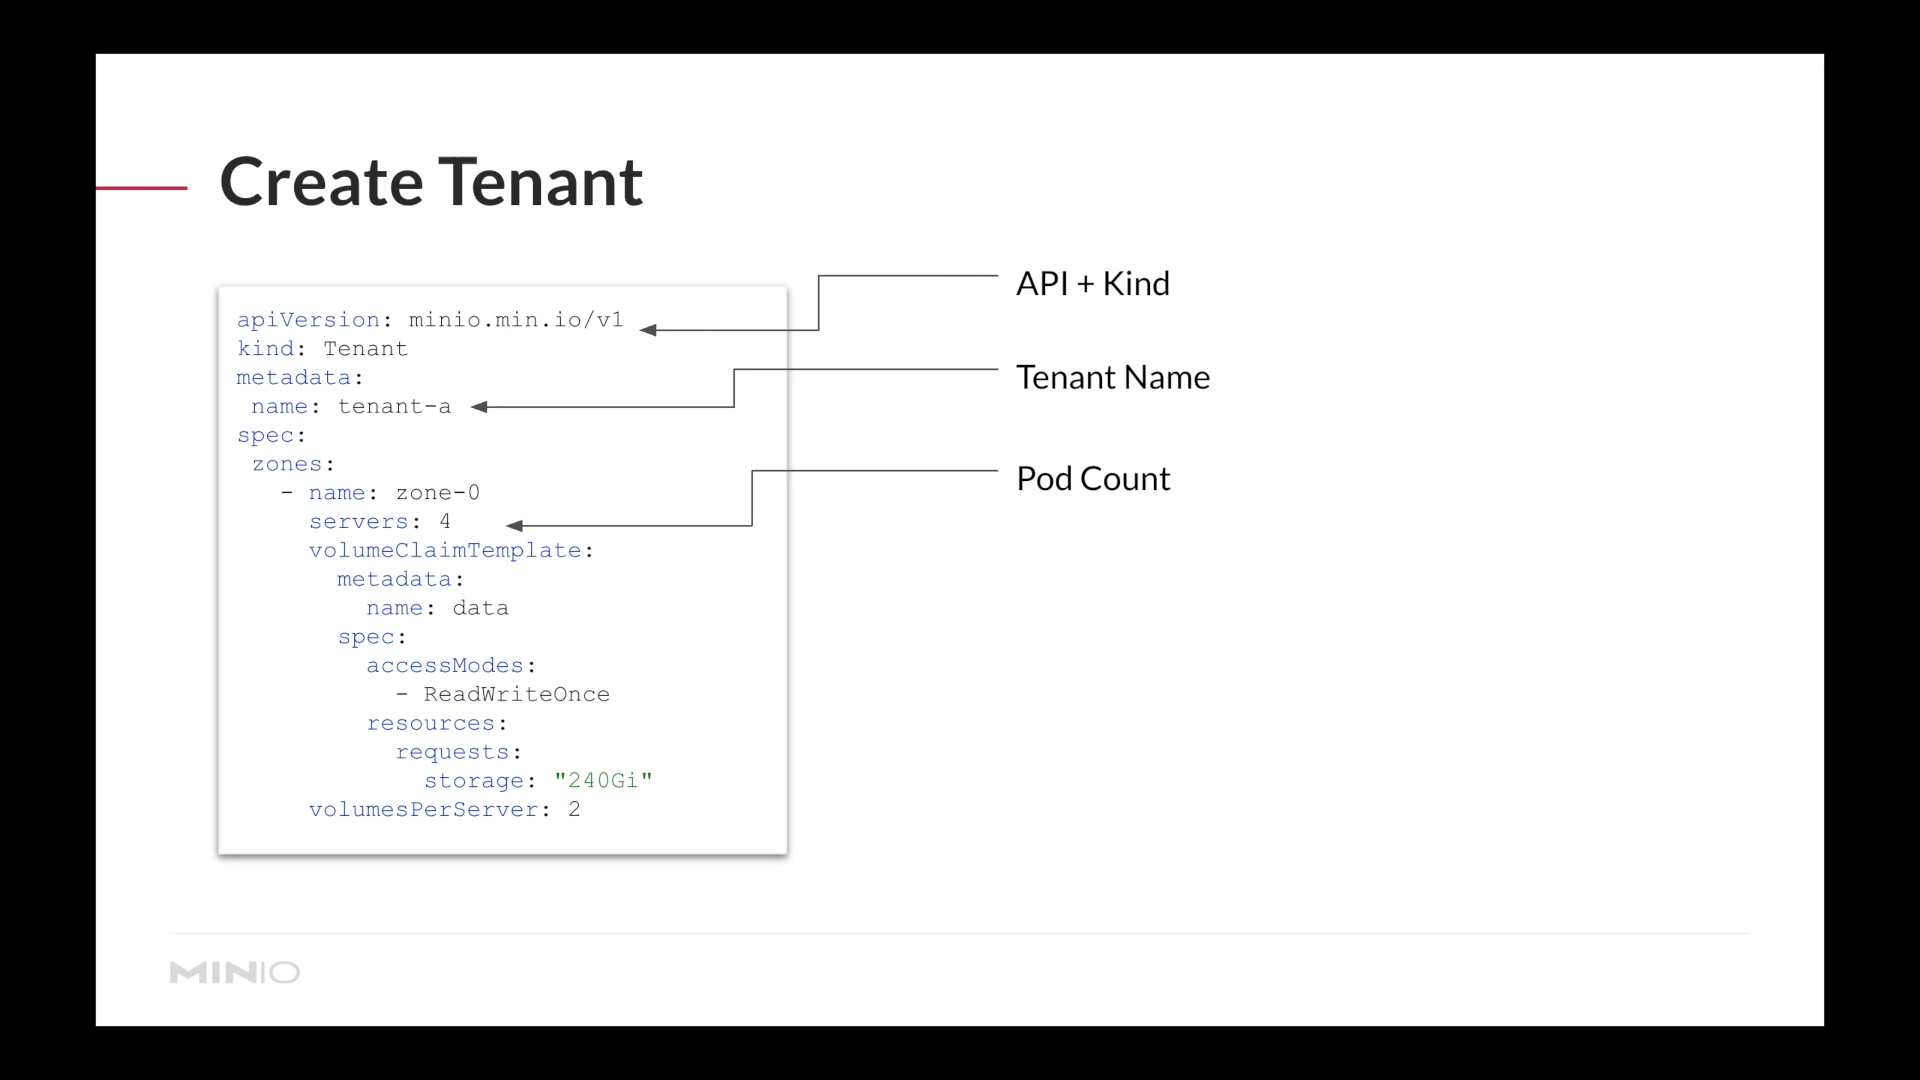 Create Tenant
apiVersion: minio.min.io/v1
kind: Tenant
metadata:
 name: tenant-a
spec:
 zones:
   - name: zone-0
     servers: 4
     volumeClaimTemplate:
       metadata:
         name: data
       spec:
         accessModes:
           - ReadWriteOnce
         resources:
           requests:
             storage: "240Gi"
     volumesPerServer: 2
API + Kind
Tenant Name
Pod Count
MINIO